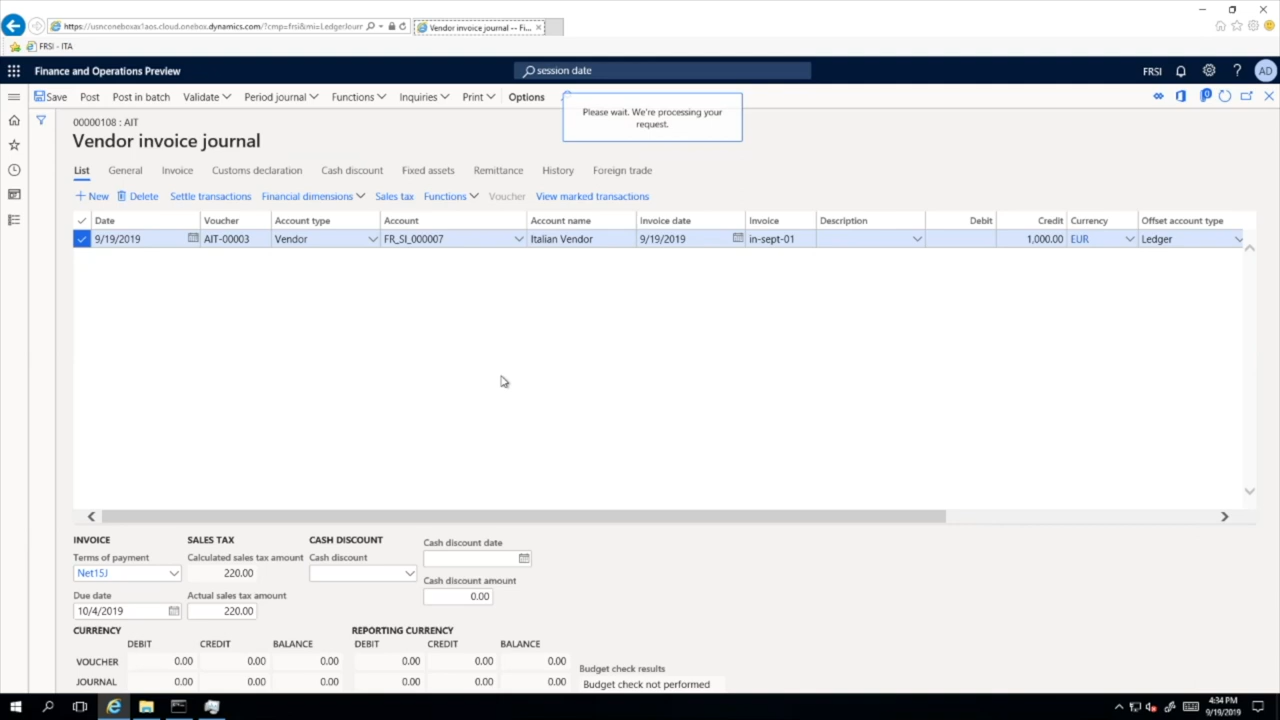 https://usnconeboxax1aos.cloud.onebox.dynamics.com/?cmp=frsi&mi=LedgerJourr
Vendor invoice journal -- Fi...
FRSI - ITA
Finance and Operations Preview
session date
FRSI
?
AD
Save Post Post in batch Validate Period journal Functions Inquiries Print Options
0
Please wait. We're processing your
request.
00000108 : AIT
Vendor invoice journal
List General Invoice Customs declaration Cash discount Fixed assets Remittance History Foreign trade
+ New Delete Settle transactions Financial dimensions Sales tax Functions Voucher View marked transactions
Date Voucher Account type Account Account name Invoice date Invoice Description Debit Credit Currency Offset account type
9/19/2019 AIT-00003 Vendor FR_SI_000007 Italian Vendor 9/19/2019 in-sept-01 1,000.00 EUR Ledger
INVOICE SALES TAX CASH DISCOUNT Cash discount date
Terms of payment Calculated sales tax amount Cash discount
Net15J 220.00
Cash discount amount
Due date Actual sales tax amount 0.00
10/4/2019 220.00
CURRENCY REPORTING CURRENCY
DEBIT CREDIT BALANCE DEBIT CREDIT BALANCE
VOUCHER 0.00 0.00 0.00 0.00 0.00 0.00
Budget check results
JOURNAL 0.00 0.00 0.00 0.00 0.00 0.00
Budget check not performed
4:34 PM
9/19/2019